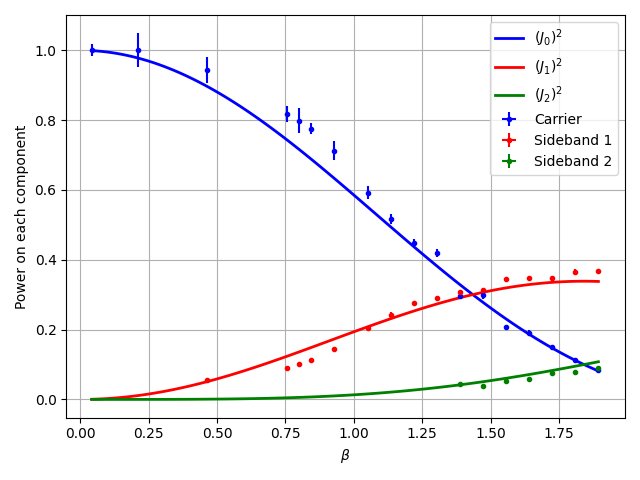 Power on each component
1.0
0.8
0.6
0.4
0.2
0.0
(J₀)²
(J₁)²
(J₂)²
Carrier
Sideband 1
Sideband 2
0.00 0.25 0.50 0.75 1.00 1.25 1.50 1.75
β